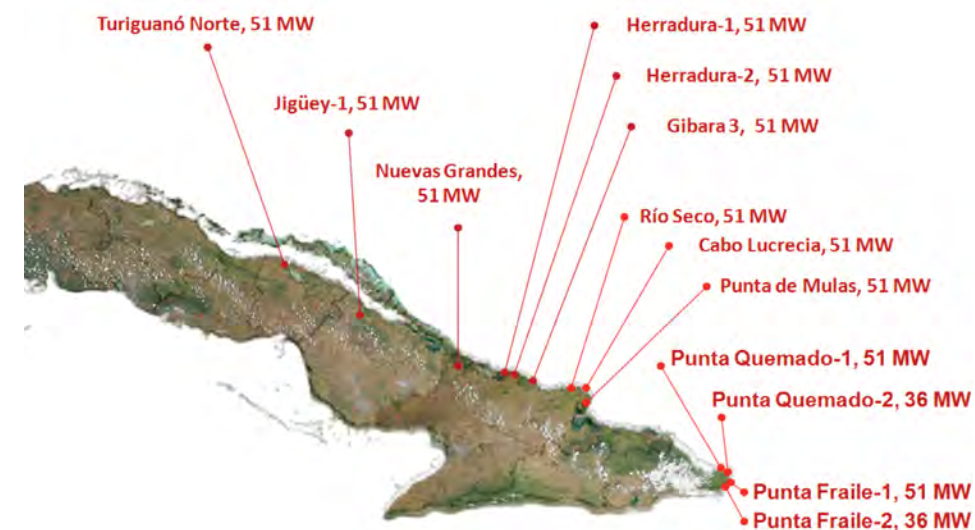 Turiguanó Norte, 51 MW
Herradura-1, 51 MW
Herradura-2, 51 MW
Jigüey-1, 51 MW
Gibara 3, 51 MW
Nuevas Grandes,
51 MW
Río Seco, 51 MW
Cabo Lucrecia, 51 MW
Punta de Mulas, 51 MW
Punta Quemado-1, 51 MW
Punta Quemado-2, 36 MW
Punta Fraile-1, 51 MW
Punta Fraile-2, 36 MW